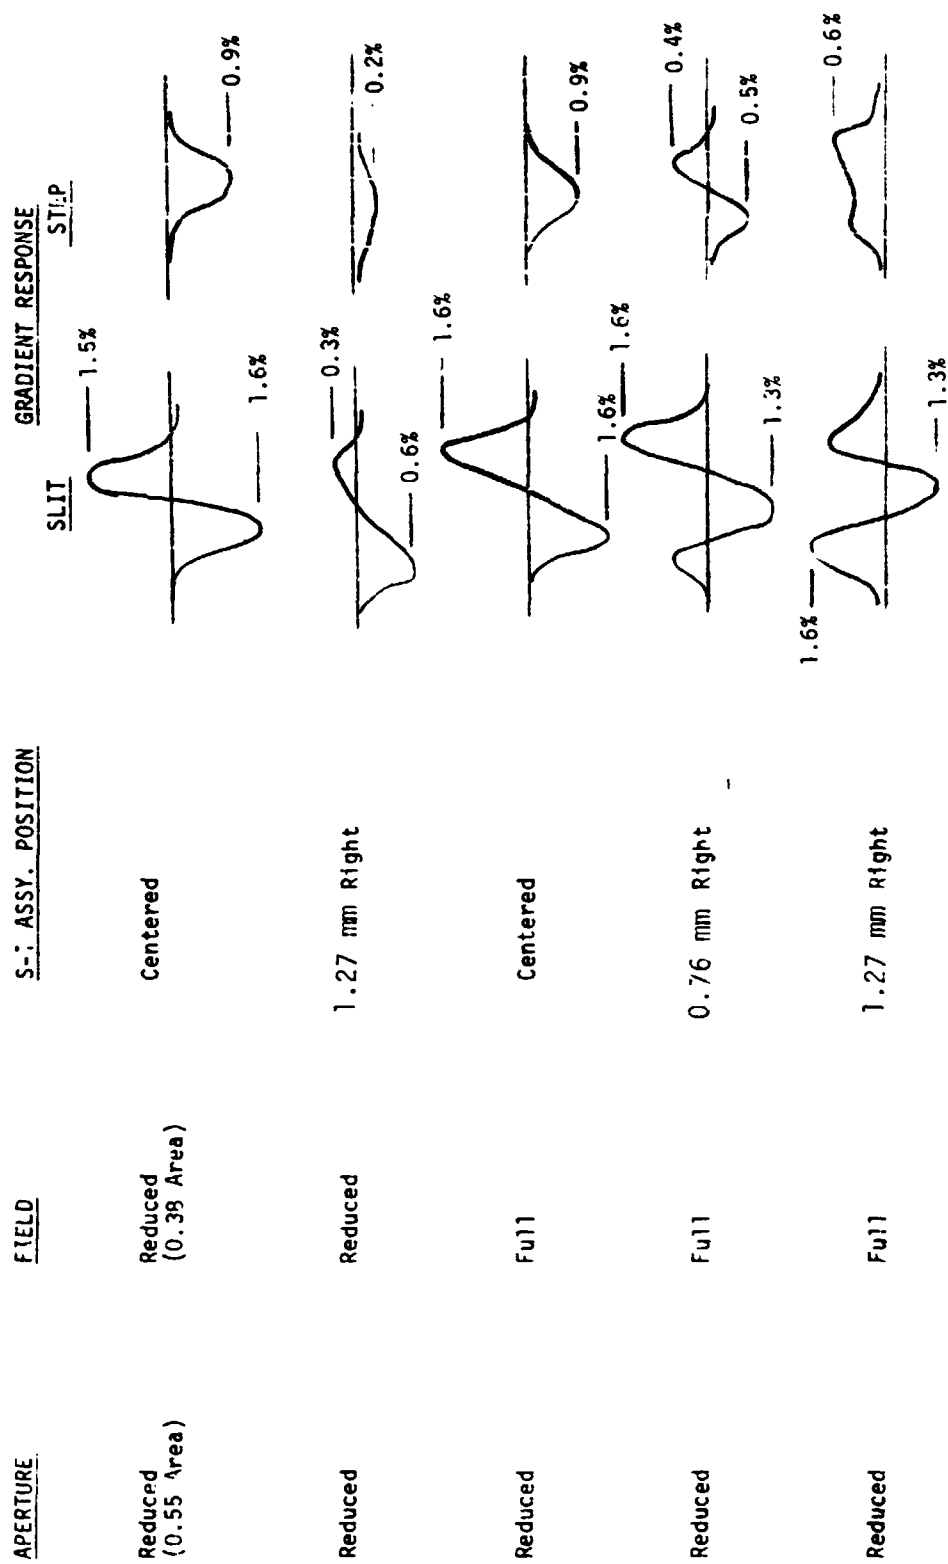 APERTURE FIELD ASSY. POSITION GRADIENT RESPONSE
SLIT
Reduced Reduced Centered 1.5% 1.6% 0.9%
(0.55 Area) (0.38 Area)
Reduced Reduced 1.27 mm Right 0.3% 0.6% 0.2%
Reduced Full Centered 1.6% 1.6% 0.9%
Reduced Full 0.76 mm Right 1.6% 1.3% 0.4% 0.5%
Reduced Full 1.27 mm Right 1.6% 1.3% 0.6%